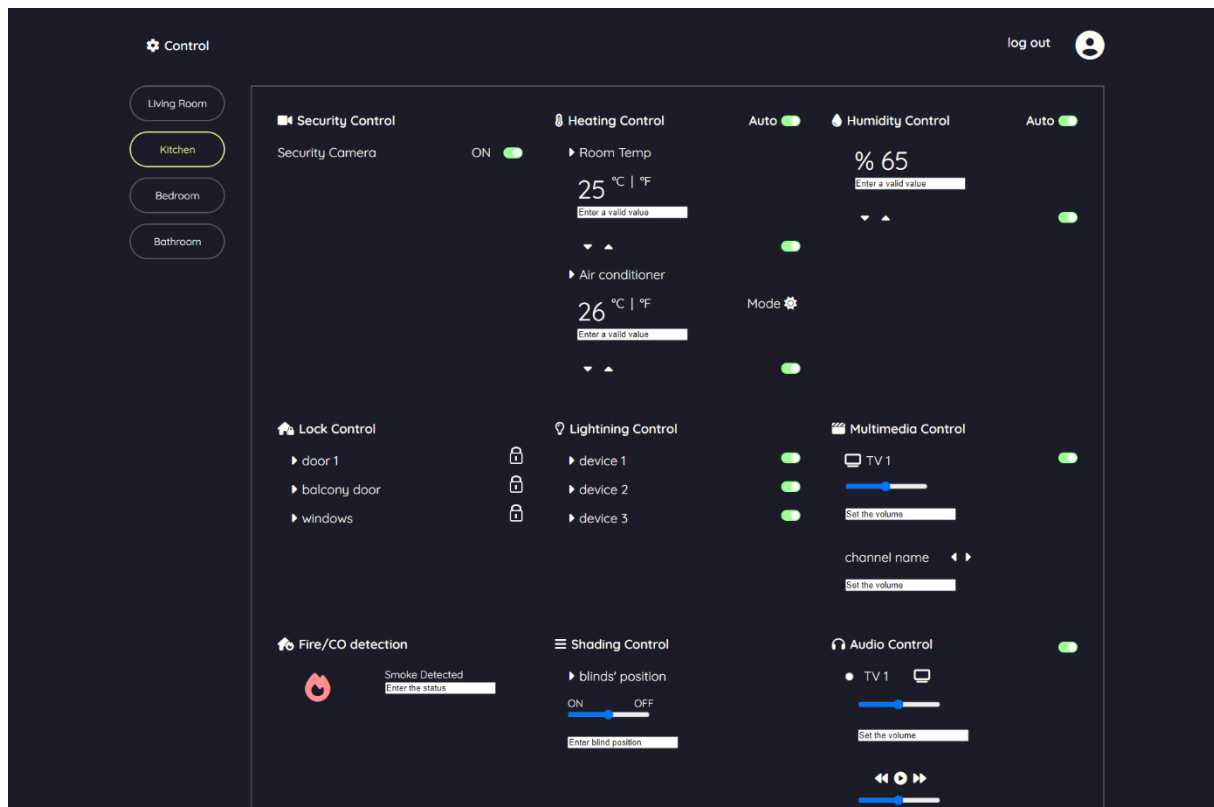 Control
log out
Living Room
Kitchen
Bedroom
Bathroom
Security Control
Security Camera ON
Heating Control Auto
Room Temp
25 °C | °F
Enter a valid value
Air conditioner
26 °C | °F Mode
Enter a valid value
Humidity Control Auto
% 65
Enter a valid value
Lock Control
door 1
balcony door
windows
Lightining Control
device 1
device 2
device 3
Multimedia Control
TV 1
Set the volume
channel name
Set the volume
Fire/CO detection
Smoke Detected
Enter the status
Shading Control
blinds' position
ON OFF
Enter blind position
Audio Control
TV 1
Set the volume